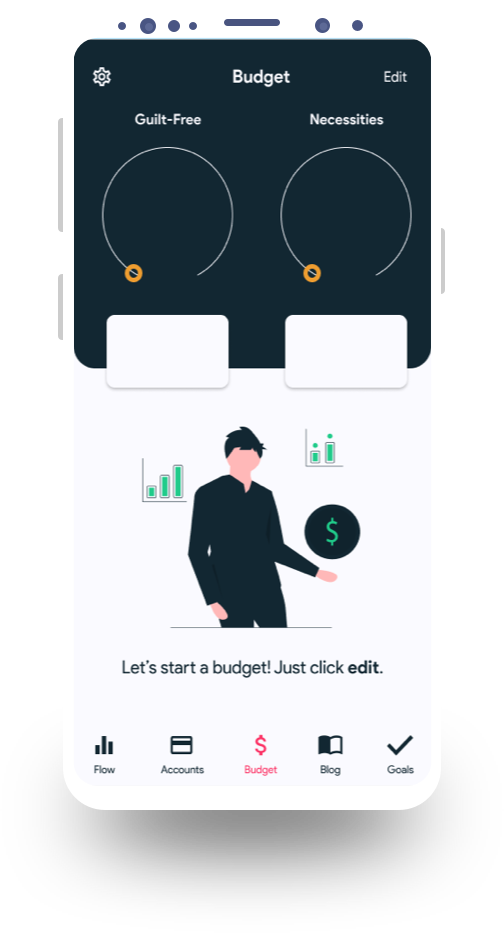 Budget
Edit
Guilt-Free
Necessities
$
Let's start a budget! Just click edit.
$
Flow
Accounts
Budget
Blog
Goals